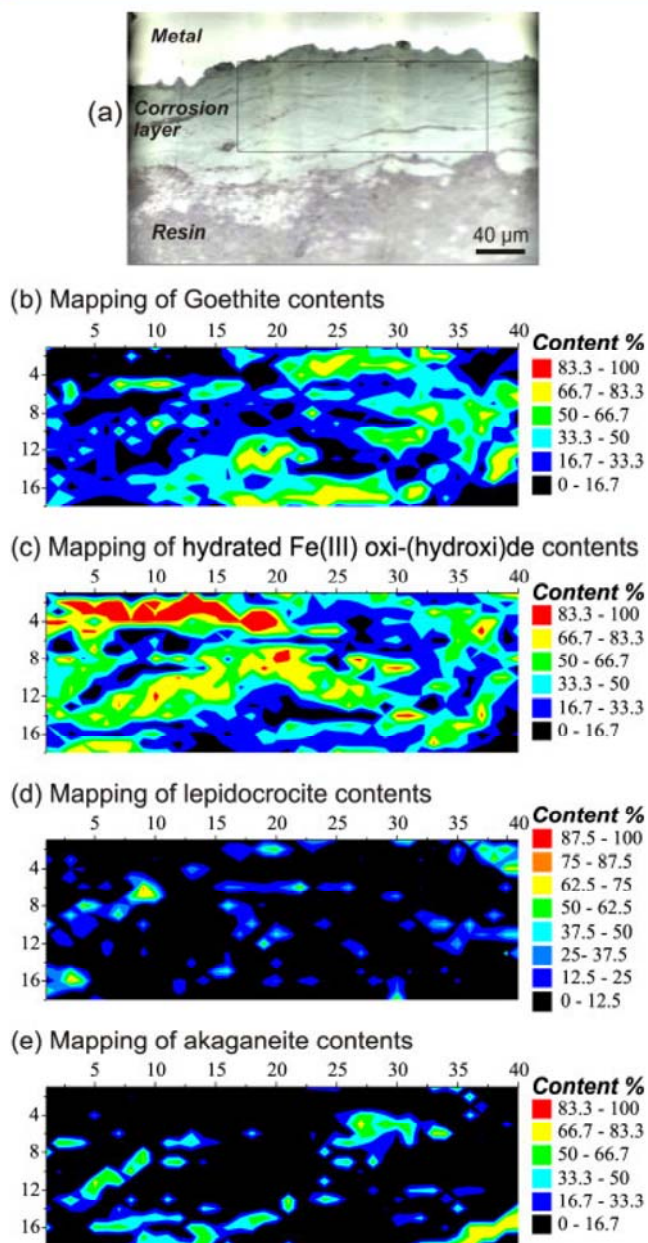 Metal
(a)
Corrosion
layer
Resin
40 µm
(b) Mapping of Goethite contents
5 10 15 20 25 30 35 40
4
8
12
16
Content %
83.3 - 100
66.7 - 83.3
50 - 66.7
33.3 - 50
16.7 - 33.3
0 - 16.7
(c) Mapping of hydrated Fe(III) oxi-(hydroxi)de contents
5 10 15 20 25 30 35 40
4
8
12
16
Content %
83.3 - 100
66.7 - 83.3
50 - 66.7
33.3 - 50
16.7 - 33.3
0 - 16.7
(d) Mapping of lepidocrocite contents
5 10 15 20 25 30 35 40
4
8
12
16
Content %
87.5 - 100
75 - 87.5
62.5 - 75
50 - 62.5
37.5 - 50
25- 37.5
12.5 - 25
0 - 12.5
(e) Mapping of akaganeite contents
5 10 15 20 25 30 35 40
4
8
12
16
Content %
83.3 - 100
66.7 - 83.3
50 - 66.7
33.3 - 50
16.7 - 33.3
0 - 16.7